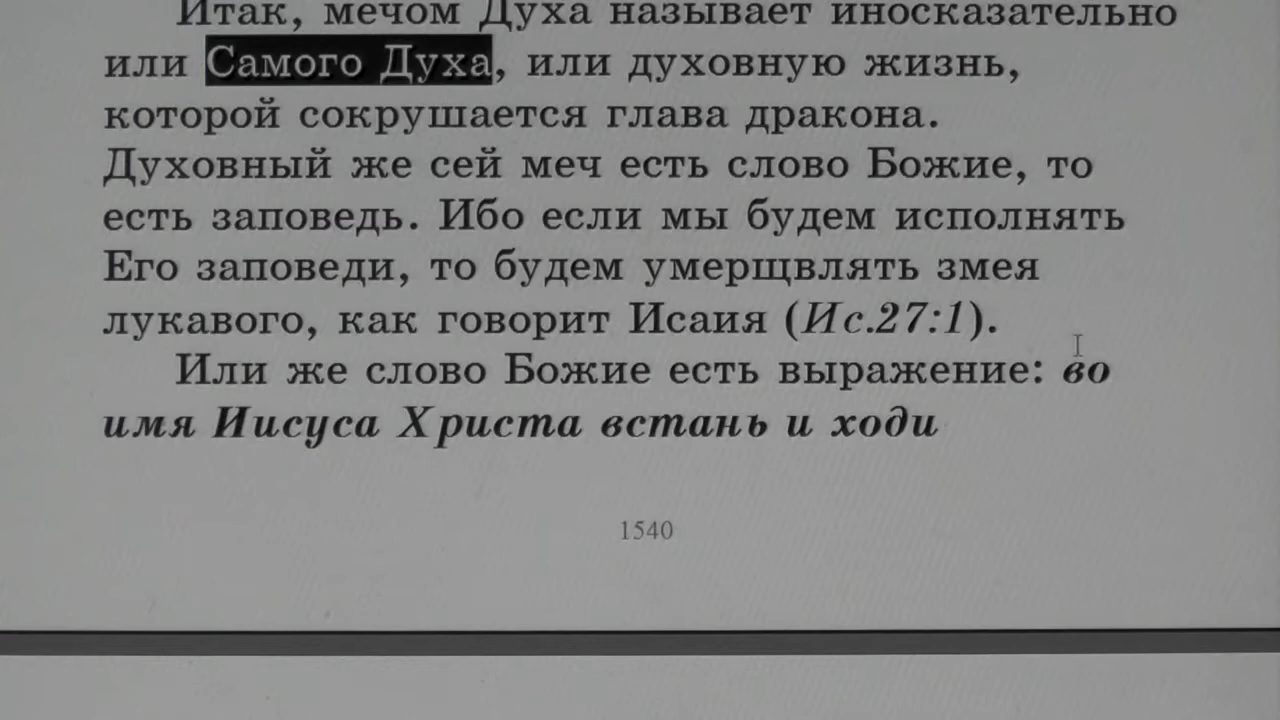 Итак, мечом Духа называет иносказательно
или Самого Духа, или духовную жизнь,
которой сокрушается глава дракона.
Духовный же сей меч есть слово Божие, то
есть заповедь. Ибо если мы будем исполнять
Его заповеди, то будем умерщвлять змея
лукавого, как говорит Исаия (Ис.27:1).
Или же слово Божие есть выражение: во
имя Иисуса Христа встань и ходи
1540